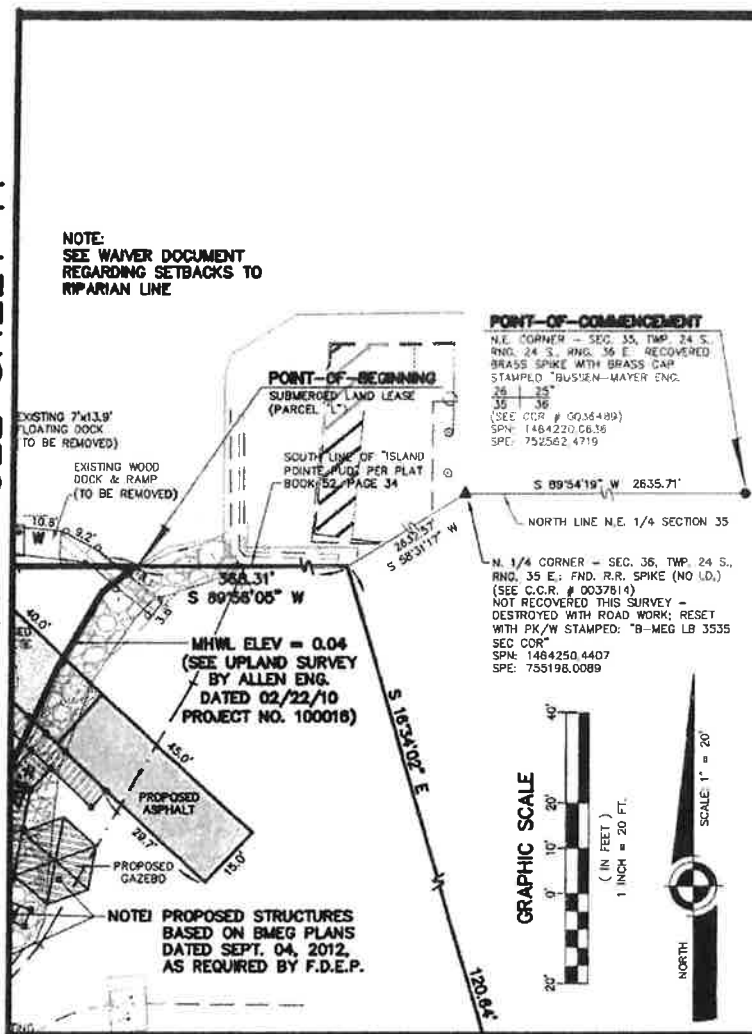 NOTE:
SEE WAIVER DOCUMENT
REGARDING SETBACKS TO
RIPARIAN LINE
POINT-OF-COMMENCEMENT
N.E. CORNER - SEC. 35, TWP. 24 S.,
RNG. 24 S., RNG. 36 E. RECOVERED
BRASS SPIKE WITH BRASS CAP
STAMPED "BUSSEN-MAYER ENG.
26 25"
35 36
(SEE CCR # 0036489)
SPN: 1484220.0636
SPE: 752562.4719
POINT-OF-BEGINNING
SUBMERGED LAND LEASE
(PARCEL "L")
EXISTING 7'x13.9'
FLOATING DOCK
(TO BE REMOVED)
EXISTING WOOD
DOCK & RAMP
(TO BE REMOVED)
SOUTH LINE OF "ISLAND
POINTE PUD" PER PLAT
BOOK 52, PAGE 34
S 89'54'19" W 2635.71'
NORTH LINE N.E. 1/4 SECTION 35
10.8'
9.2'
W
3.8'
2632.57'
S 58'31'17" W
368.31'
S 89'56'05" W
N. 1/4 CORNER - SEC. 36, TWP. 24 S.,
RNG. 35 E.; FND. R.R. SPIKE (NO I.D.)
(SEE C.C.R. # 0037614)
NOT RECOVERED THIS SURVEY -
DESTROYED WITH ROAD WORK; RESET
WITH PK/W STAMPED: "B-MEG LB 3535
SEC COR"
SPN: 1484250.4407
SPE: 755198.0089
MHWL ELEV = 0.04
(SEE UPLAND SURVEY
BY ALLEN ENG.
DATED 02/22/10
PROJECT NO. 100016)
40.0'
45.0'
S 16'34'02" E
PROPOSED
ASPHALT
29.7'
15.0'
PROPOSED
GAZEBO
NOTE! PROPOSED STRUCTURES
BASED ON BMEG PLANS
DATED SEPT. 04, 2012,
AS REQUIRED BY F.D.E.P.
120.64'
GRAPHIC SCALE
40'
20'
10'
0'
20'
( IN FEET )
1 INCH = 20 FT.
SCALE: 1" = 20'
NORTH